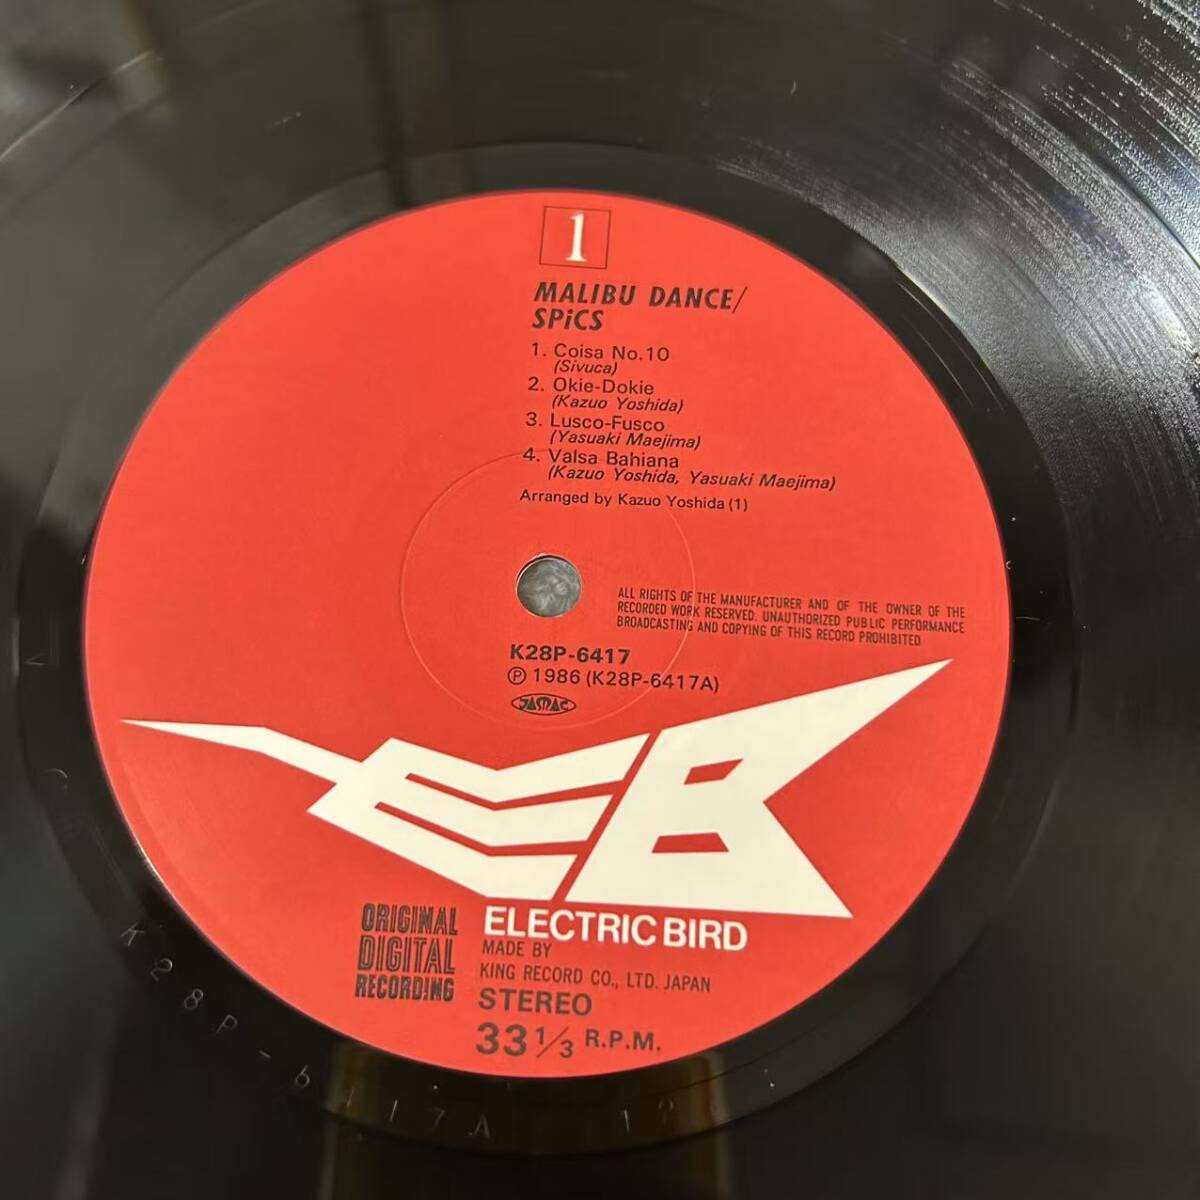 1
MALIBU DANCE/
SPiCS
1. Coisa No.10
(Sivuca)
2. Okie-Dokie
(Kazuo Yoshida)
3. Lusco-Fusco
(Yasuaki Maejima)
4. Valsa Bahiana
(Kazuo Yoshida, Yasuaki Maejima)
Arranged by Kazuo Yoshida (1)
ALL RIGHTS OF THE MANUFACTURER AND OF THE OWNER OF THE
RECORDED WORK RESERVED. UNAUTHORIZED PUBLIC PERFORMANCE
BROADCASTING AND COPYING OF THIS RECORD PROHIBITED
K28P-6417
Ⓟ 1986 (K28P-6417A)
JASRAC
EB
ELECTRIC BIRD
ORIGINAL
DIGITAL
RECORDING
MADE BY
KING RECORD CO., LTD. JAPAN
STEREO
33 1/3 R.P.M.
K28P-6417A 12